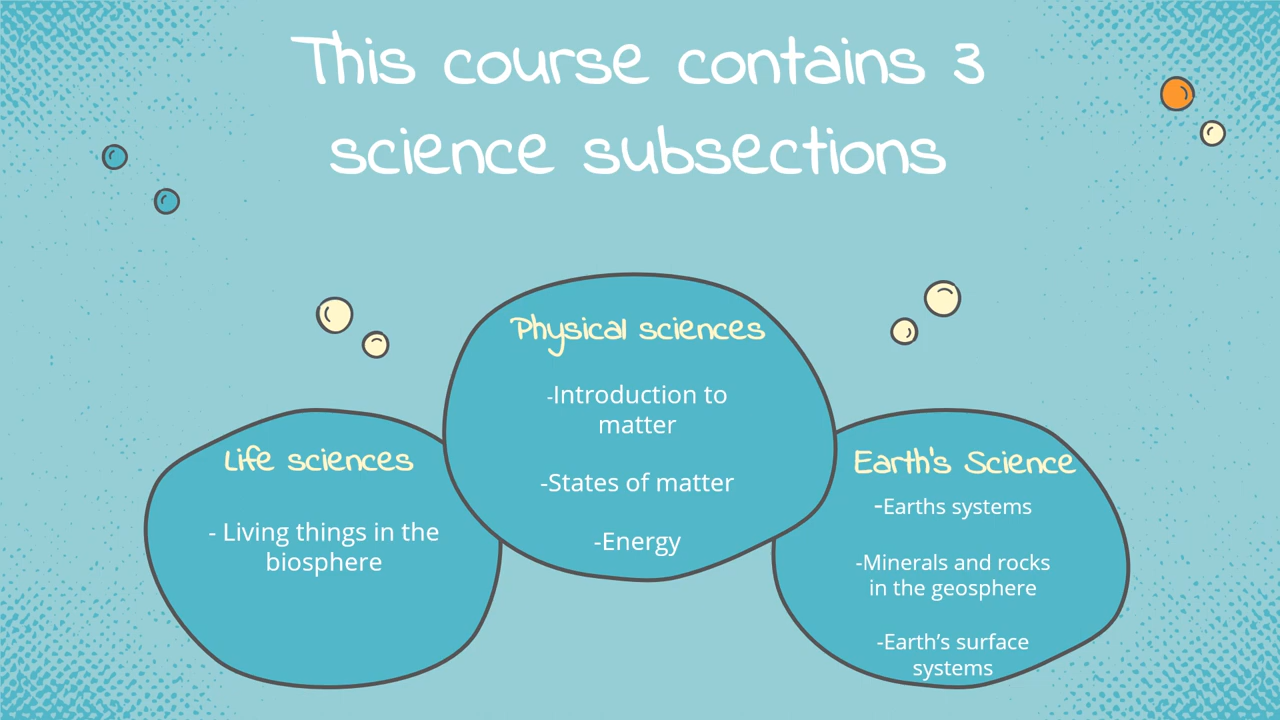 This course contains 3
science subsections
Life sciences
- Living things in the
biosphere
Physical sciences
-Introduction to
matter
-States of matter
-Energy
Earth's Science
-Earths systems
-Minerals and rocks
in the geosphere
-Earth’s surface
systems